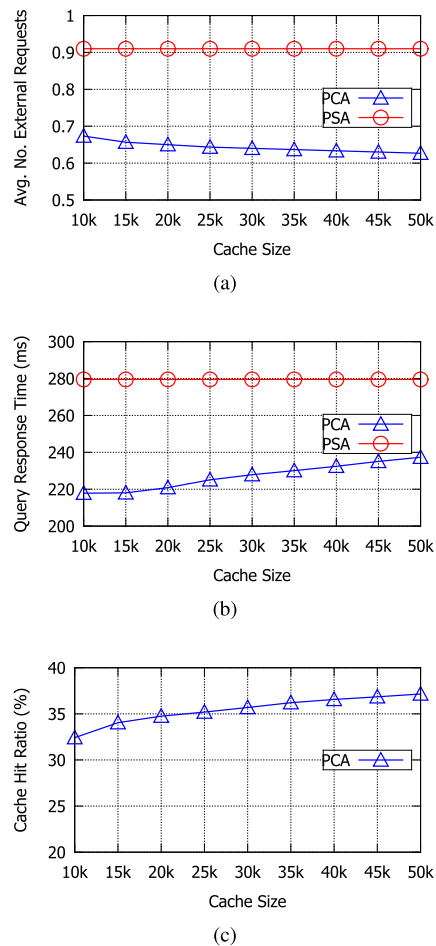 Avg. No. External Requests
1
0.9
0.8
0.7
0.6
0.5
PCA
PSA
10k 15k 20k 25k 30k 35k 40k 45k 50k
Cache Size
(a)
Query Response Time (ms)
300
280
260
240
220
200
PCA
PSA
10k 15k 20k 25k 30k 35k 40k 45k 50k
Cache Size
(b)
Cache Hit Ratio (%)
40
35
30
25
20
PCA
10k 15k 20k 25k 30k 35k 40k 45k 50k
Cache Size
(c)